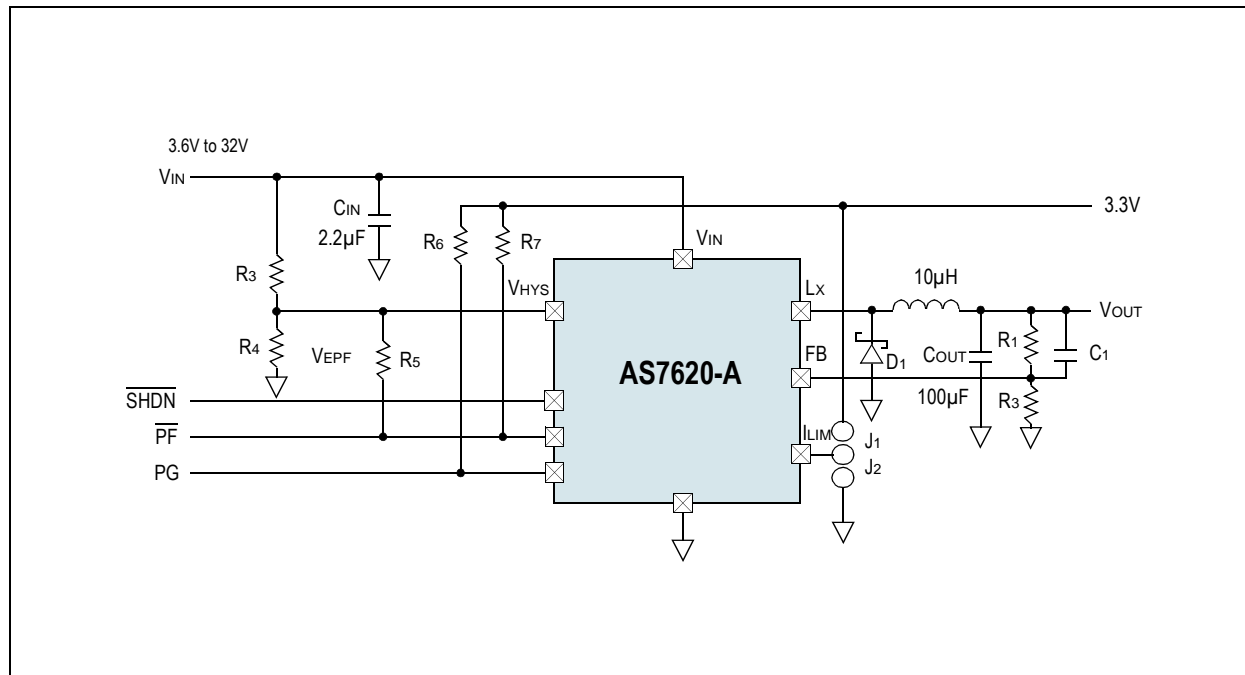 3.6V to 32V
VIN
CIN
2.2µF
R6
R7
VIN
3.3V
R3
VHYS
LX
10µH
VOUT
R4
VEPF
R5
AS7620-A
FB
D1
COUT
R1
C1
100µF
R3
SHDN
PF
PG
ILIM
J1
J2